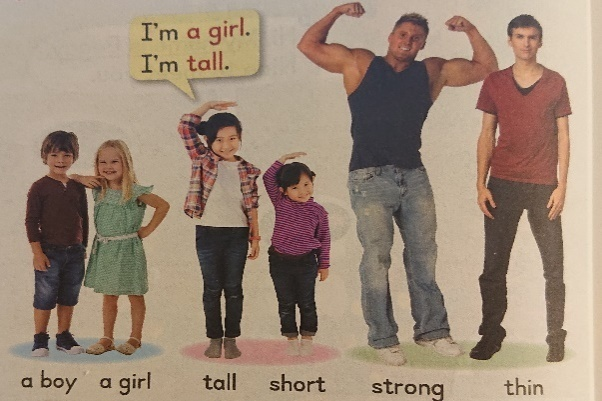 I'm a girl.
I'm tall.
a boy a girl tall short strong thin